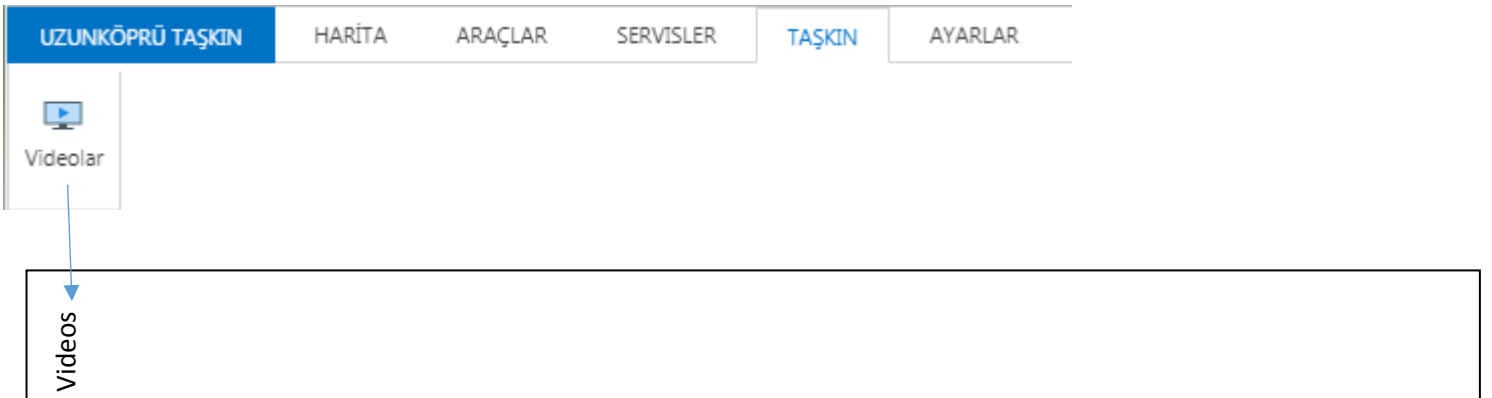 UZUNKÖPRÜ TAŞKIN HARİTA ARAÇLAR SERVISLER TAŞKIN AYARLAR
Videolar
Videos